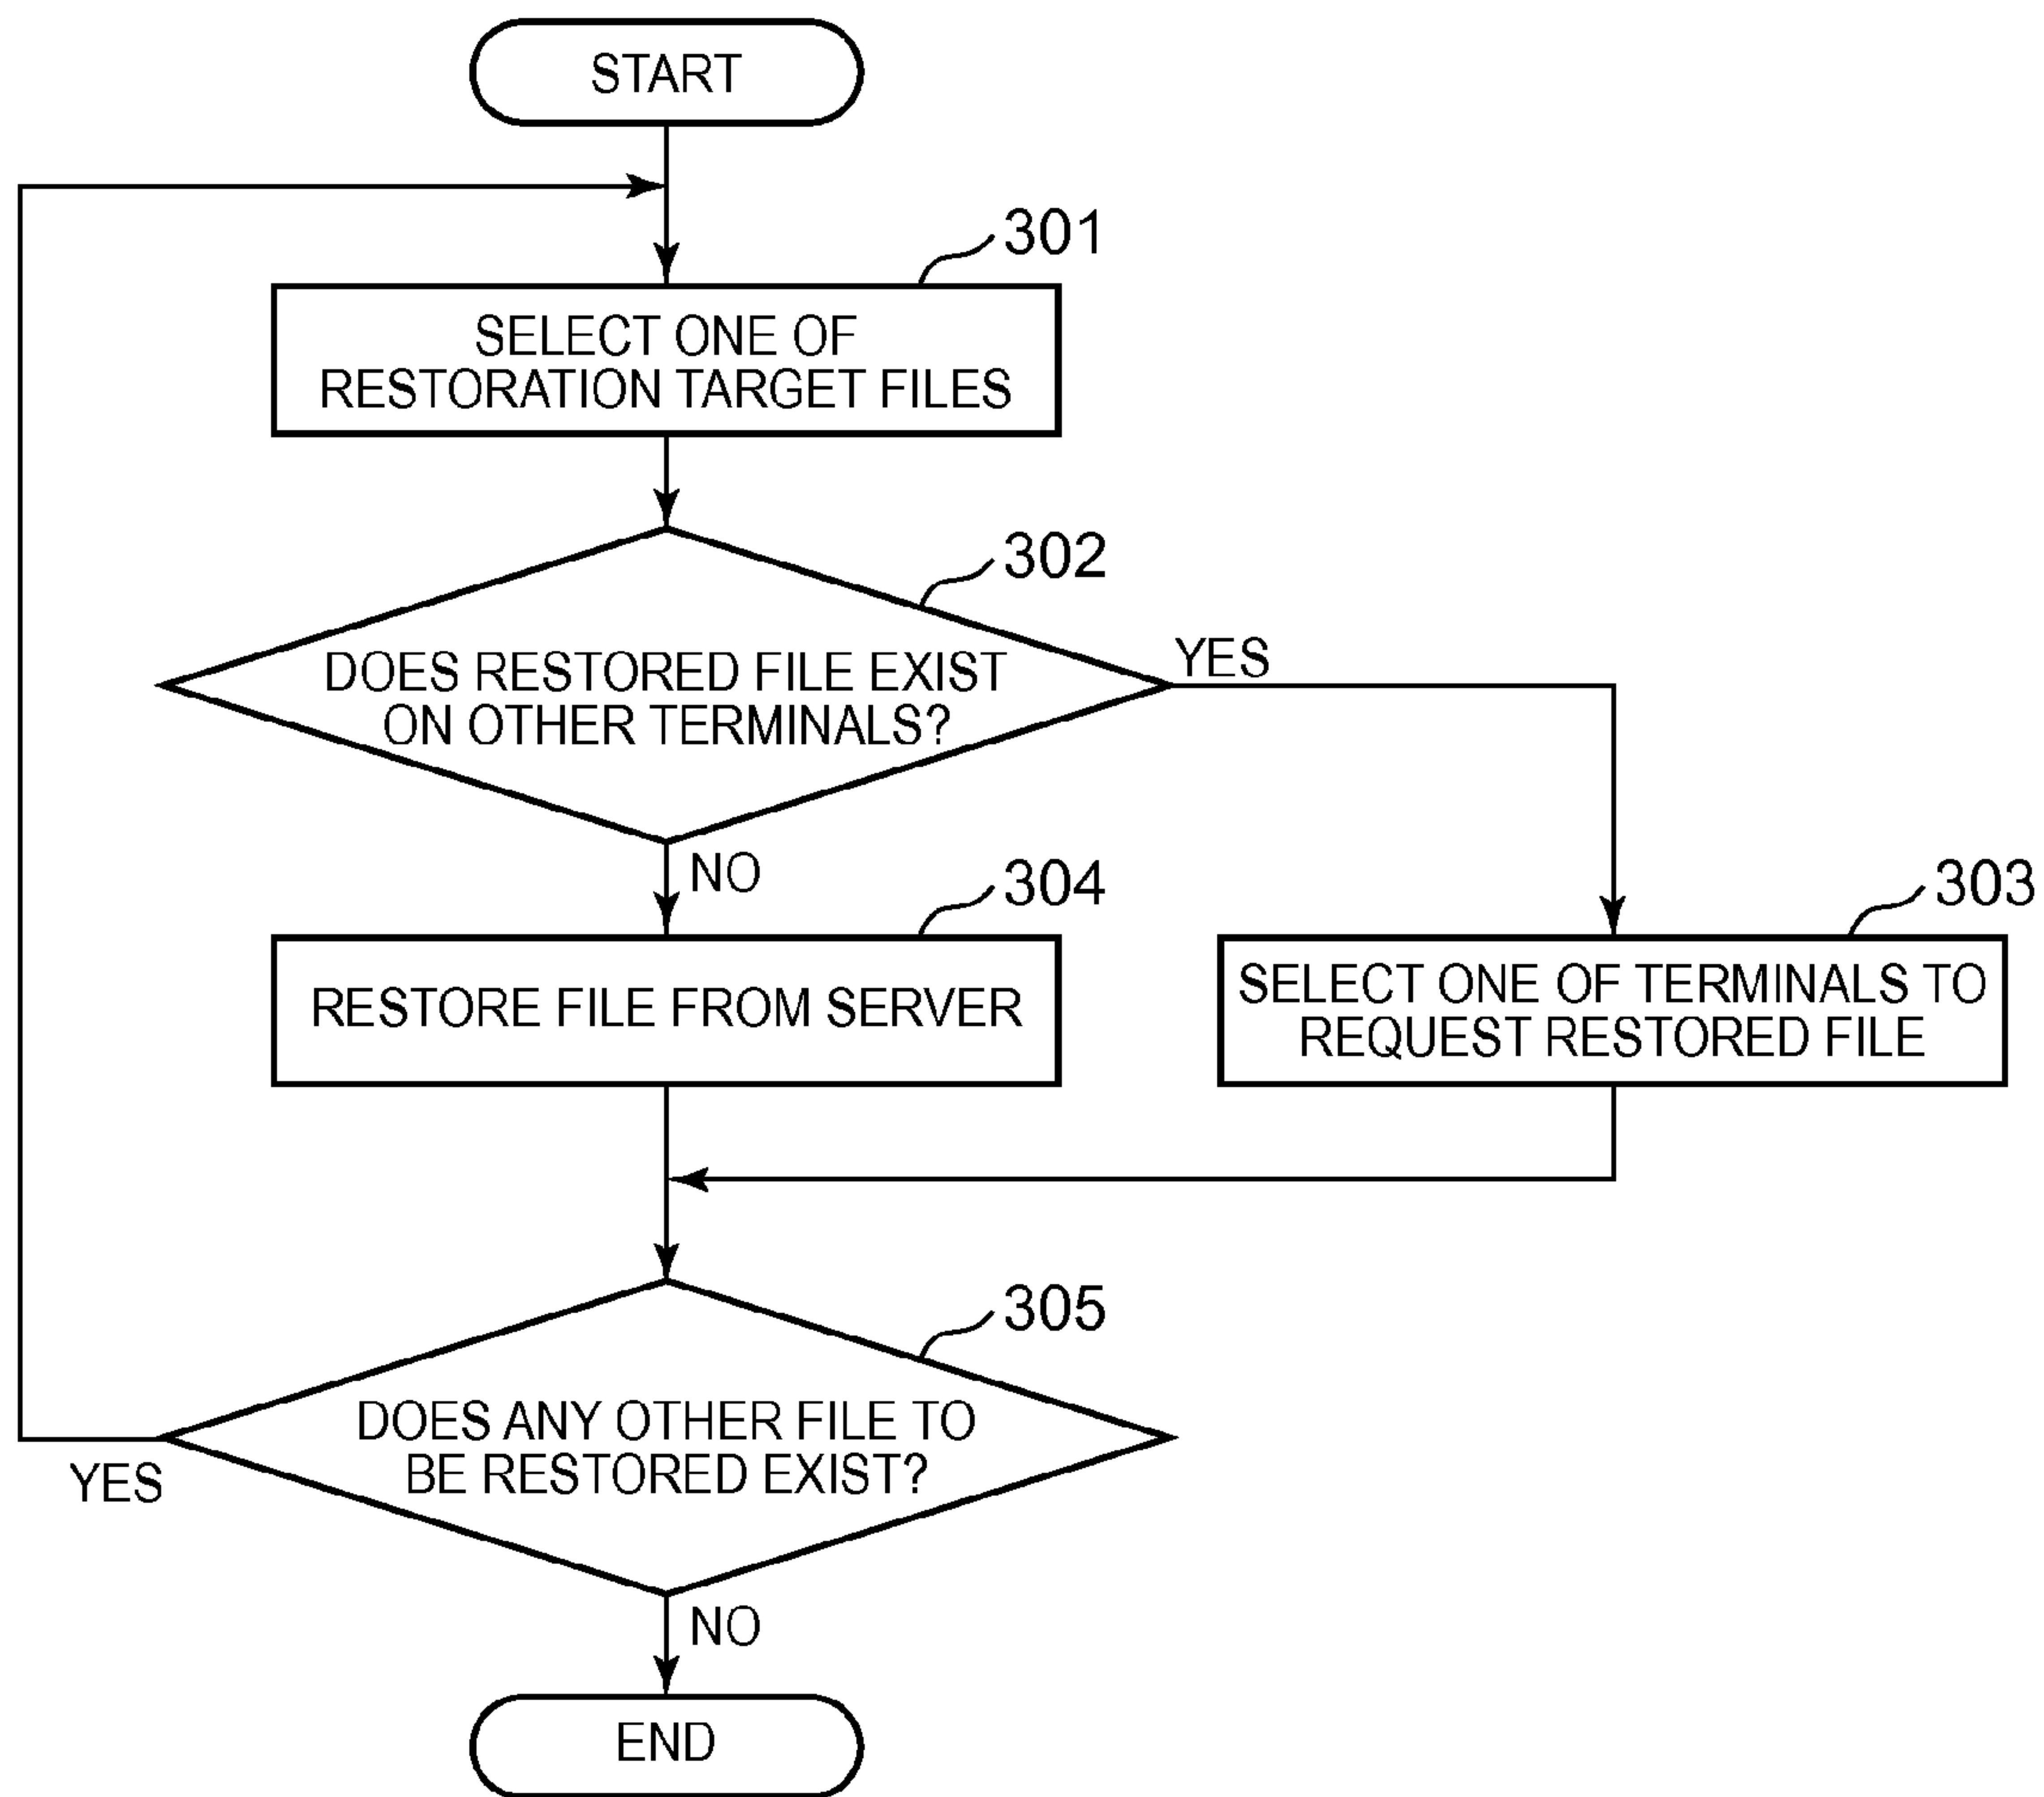 START
301
SELECT ONE OF
RESTORATION TARGET FILES
302
DOES RESTORED FILE EXIST
ON OTHER TERMINALS?
YES
NO
304
RESTORE FILE FROM SERVER
303
SELECT ONE OF TERMINALS TO
REQUEST RESTORED FILE
305
DOES ANY OTHER FILE TO
BE RESTORED EXIST?
YES
NO
END